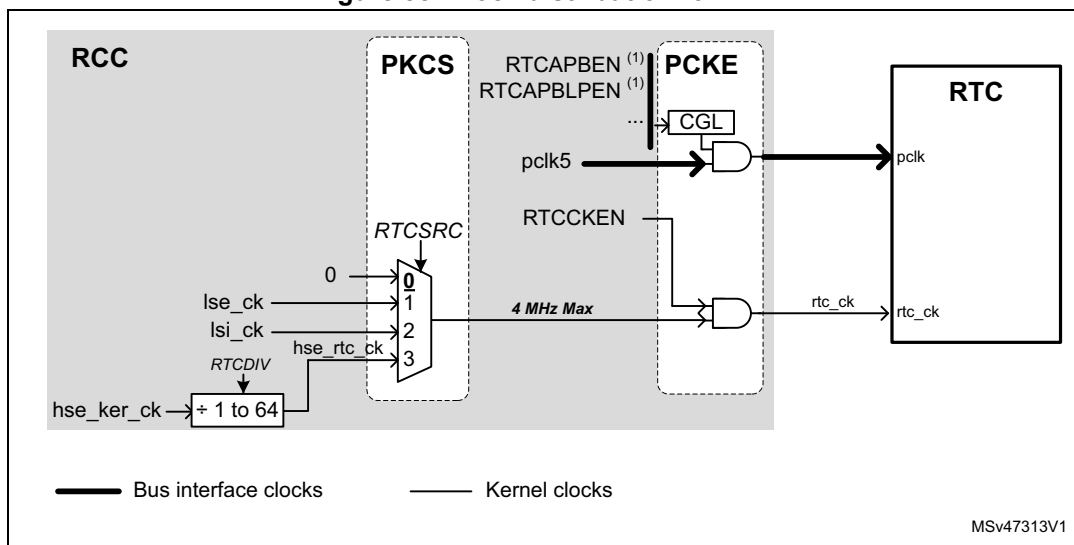 RCC
PKCS
RTCAPBEN (1)
PCKE
RTCAPBLPEN (1)
RTC
...
CGL
pclk5
pclk
RTCCKEN
RTCSRC
0
0
lse_ck
1
4 MHz Max
rtc_ck
rtc_ck
lsi_ck
2
hse_rtc_ck
3
RTCDIV
hse_ker_ck
÷ 1 to 64
Bus interface clocks
Kernel clocks
MSv47313V1